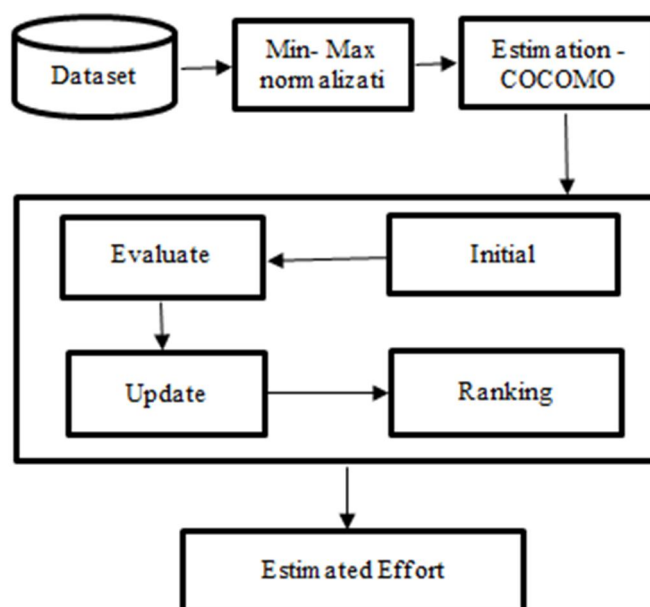 Dataset
Min- Max
normalizati
Estimation -
COCOMO
Evaluate
Initial
Update
Ranking
Estimated Effort